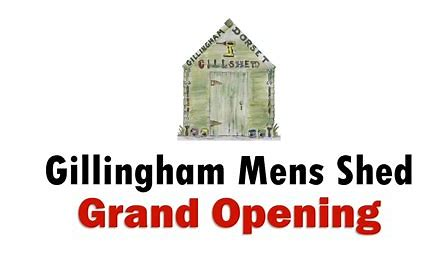 GILLINGHAM DORSET
GILLSHED
Gillingham Mens Shed
Grand Opening